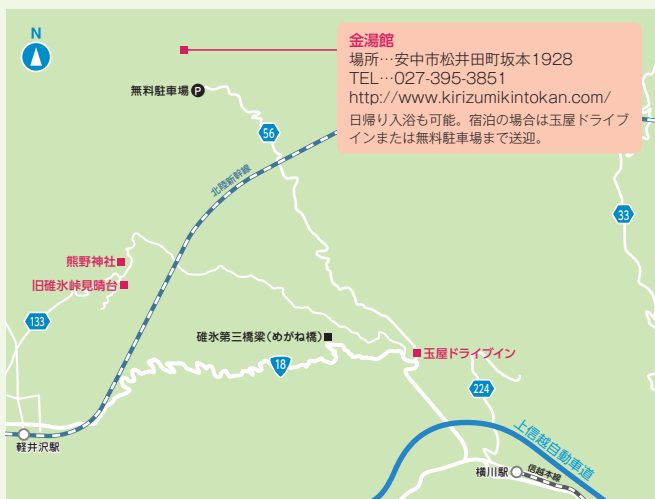 N
金湯館
場所…安中市松井田町坂本1928
TEL…027-395-3851
http://www.kirizumikintokan.com/
日帰り入浴も可能。宿泊の場合は玉屋ドライブ
インまたは無料駐車場まで送迎。
無料駐車場 P
56
北陸新幹線
33
熊野神社
旧碓氷峠見晴台
133
碓氷第三橋梁(めがね橋)
18
玉屋ドライブイン
224
軽井沢駅
上信越自動車道
横川駅
信越本線